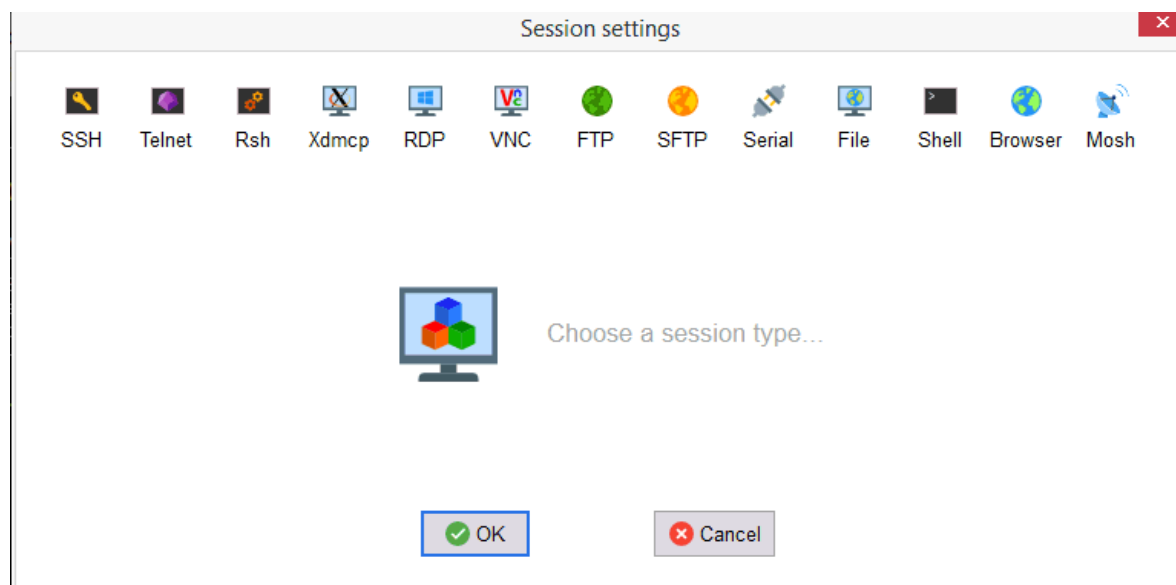 Session settings
SSH Telnet Rsh Xdmcp RDP VNC FTP SFTP Serial File Shell Browser Mosh
Choose a session type...
OK Cancel